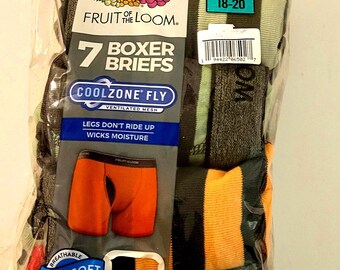 18-20
FRUIT OF THE LOOM®
7 BOXER
BRIEFS
COOLZONE® FLY
VENTILATED MESH
LEGS DON'T RIDE UP
WICKS MOISTURE
BREATHABLE
SOFT